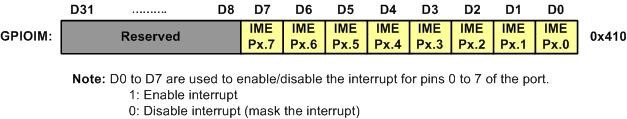 D31 ......... D8 D7 D6 D5 D4 D3 D2 D1 D0
GPIOIM: Reserved IME Px.7 IME Px.6 IME Px.5 IME Px.4 IME Px.3 IME Px.2 IME Px.1 IME Px.0 0x410
Note: D0 to D7 are used to enable/disable the interrupt for pins 0 to 7 of the port.
1: Enable interrupt
0: Disable interrupt (mask the interrupt)